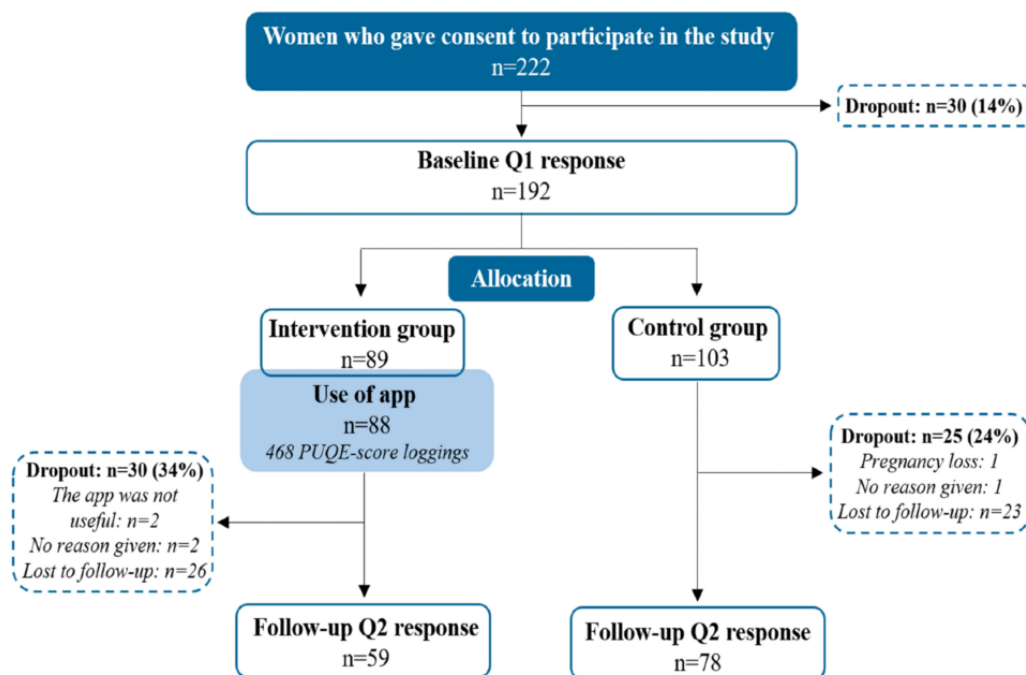 Women who gave consent to participate in the study
n=222
Dropout: n=30 (14%)
Baseline Q1 response
n=192
Allocation
Intervention group
n=89
Control group
n=103
Use of app
n=88
468 PUQE-score loggings
Dropout: n=30 (34%)
The app was not
useful: n=2
No reason given: n=2
Lost to follow-up: n=26
Dropout: n=25 (24%)
Pregnancy loss: 1
No reason given: 1
Lost to follow-up: n=23
Follow-up Q2 response
n=59
Follow-up Q2 response
n=78